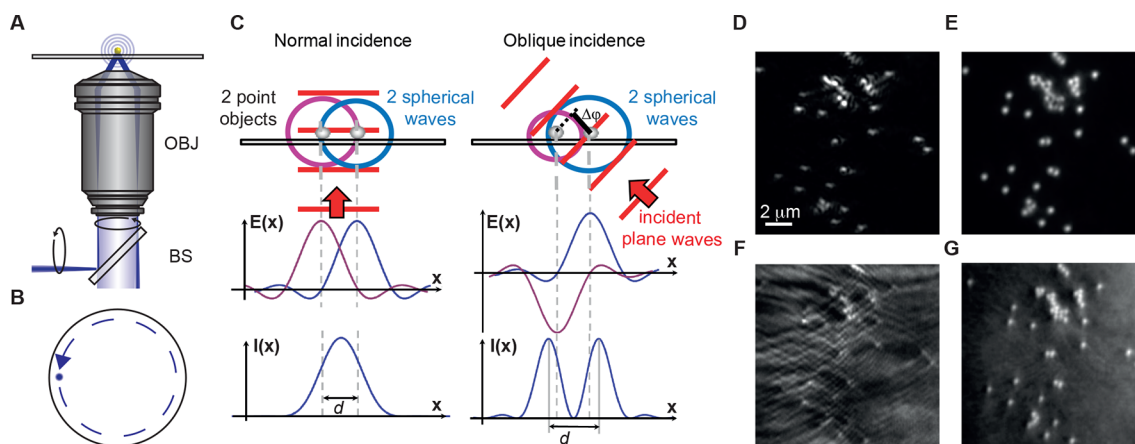 A
OBJ
BS
B
C
Normal incidence
Oblique incidence
2 point
objects
2 spherical
waves
Δφ
2 spherical
waves
incident
plane waves
E(x)
x
E(x)
x
I(x)
d
x
I(x)
d
x
D
2 μm
E
F
G